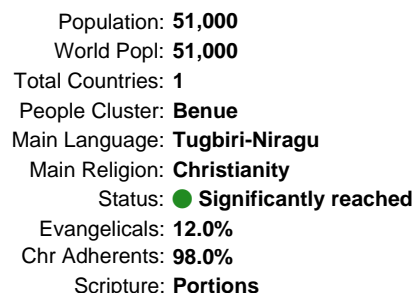 Population: 51,000
World Popl: 51,000
Total Countries: 1
People Cluster: Benue
Main Language: Tugbiri-Niragu
Main Religion: Christianity
Status: Significantly reached
Evangelicals: 12.0%
Chr Adherents: 98.0%
Scripture: Portions